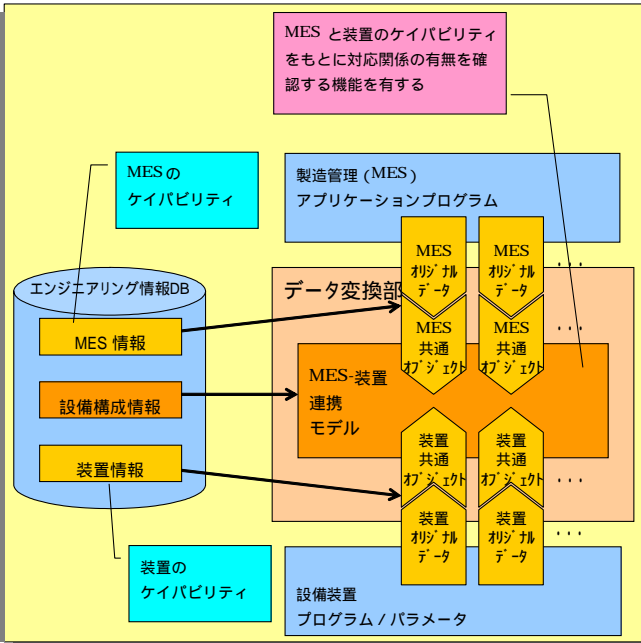 MES と装置のケイパビリティ
をもとに対応関係の有無を確
認する機能を有する
MESの
ケイパビリティ
製造管理 (MES)
アプリケーションプログラム
MES
オリジナル
データ
MES
オリジナル
データ
...
エンジニアリング情報DB
データ変換部
MES 情報
MES
共通
オブジェクト
MES
共通
オブジェクト
...
設備構成情報
MES-装置
連携
モデル
装置情報
装置
共通
オブジェクト
装置
共通
オブジェクト
...
装置
オリジナル
データ
装置
オリジナル
データ
...
装置の
ケイパビリティ
設備装置
プログラム / パラメータ